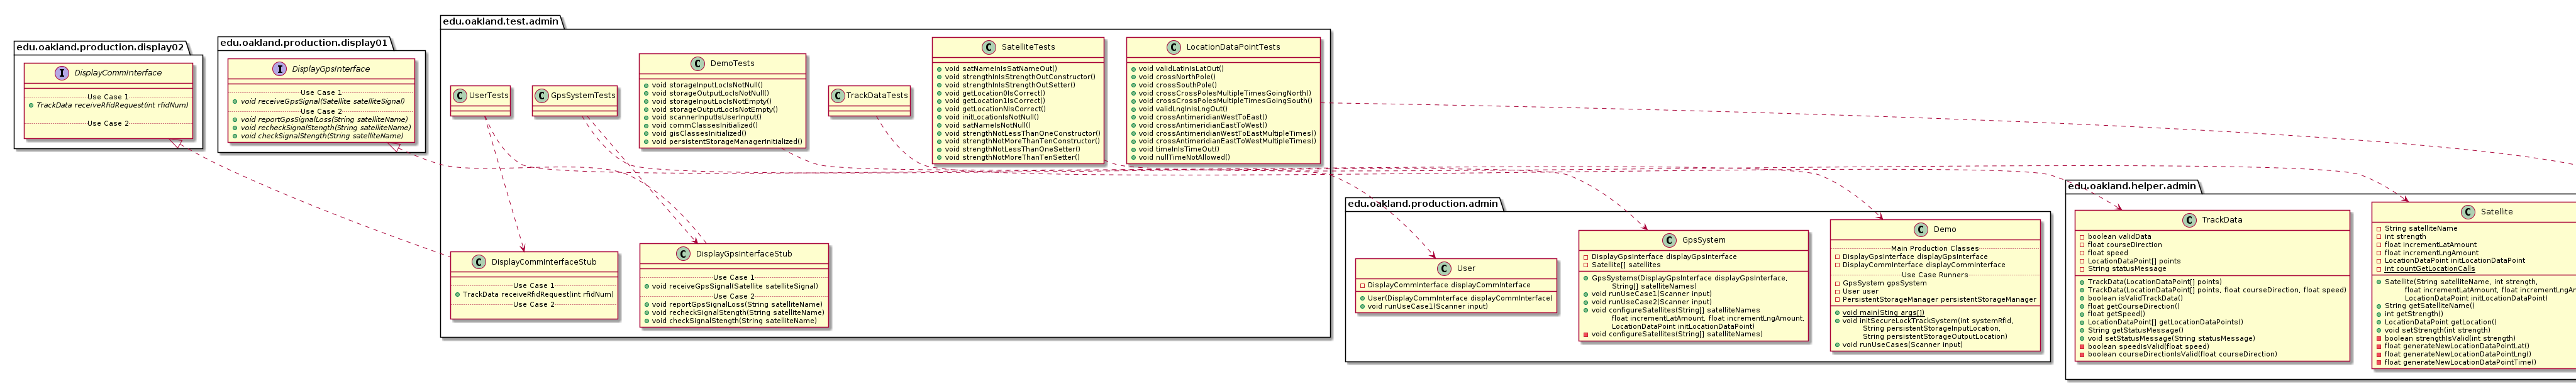 edu.oakland.production.display02
DisplayCommInterface
Use Case 1
TrackData receiveRfidRequest(int rfidNum)
Use Case 2
edu.oakland.production.display01
DisplayGpsInterface
Use Case 1
void receiveGpsSignal(Satellite satelliteSignal)
Use Case 2
void reportGpsSignalLoss(String satelliteName)
void recheckSignalStength(String satelliteName)
void checkSignalStength(String satelliteName)
edu.oakland.test.admin
UserTests
GpsSystemTests
DemoTests
void storageInputLocIsNotNull()
void storageOutputLocIsNotNull()
void storageInputLocIsNotEmpty()
void storageOutputLocIsNotEmpty()
void scannerInputIsUserInput()
void commClassesInitialized()
void gisClassesInitialized()
void persistentStorageManagerInitialized()
TrackDataTests
SatelliteTests
void satNameInIsSatNameOut()
void strengthInIsStrengthOutConstructor()
void strengthInIsStrengthOutSetter()
void getLocation0IsCorrect()
void getLocation1IsCorrect()
void getLocationNIsCorrect()
void initLocationIsNotNull()
void satNameIsNotNull()
void strengthNotLessThanOneConstructor()
void strengthNotMoreThanTenConstructor()
void strengthNotLessThanOneSetter()
void strengthNotMoreThanTenSetter()
LocationDataPointTests
void validLatInIsLatOut()
void crossNorthPole()
void crossSouthPole()
void crossCrossPolesMultipleTimesGoingNorth()
void crossCrossPolesMultipleTimesGoingSouth()
void validLngInIsLngOut()
void crossAntimeridianWestToEast()
void crossAntimeridianEastToWest()
void crossAntimeridianWestToEastMultipleTimes()
void crossAntimeridianEastToWestMultipleTimes()
void timeInIsTimeOut()
void nullTimeNotAllowed()
DisplayCommInterfaceStub
Use Case 1
TrackData receiveRfidRequest(int rfidNum)
Use Case 2
DisplayGpsInterfaceStub
Use Case 1
void receiveGpsSignal(Satellite satelliteSignal)
Use Case 2
void reportGpsSignalLoss(String satelliteName)
void recheckSignalStength(String satelliteName)
void checkSignalStength(String satelliteName)
edu.oakland.production.admin
User
DisplayCommInterface displayCommInterface
User(DisplayCommInterface displayCommInterface)
void runUseCase1(Scanner input)
GpsSystem
DisplayGpsInterface displayGpsInterface
Satellite[] satellites
GpsSystems(DisplayGpsInterface displayGpsInterface,
String[] satelliteNames)
void runUseCase1(Scanner input)
void runUseCase2(Scanner input)
void configureSatellites(String[] satelliteNames
float incrementLatAmount, float incrementLngAmount,
LocationDataPoint initLocationDataPoint)
void configureSatellites(String[] satelliteNames)
Demo
Main Production Classes
DisplayGpsInterface displayGpsInterface
DisplayCommInterface displayCommInterface
Use Case Runners
GpsSystem gpsSystem
User user
PersistentStorageManager persistentStorageManager
void main(Sting args[])
void initSecureLockTrackSystem(int systemRfid,
String persistentStorageInputLocation,
String persistentStorageOutputLocation)
void runUseCases(Scanner input)
edu.oakland.helper.admin
TrackData
boolean validData
float courseDirection
float speed
LocationDataPoint[] points
String statusMessage
TrackData(LocationDataPoint[] points)
TrackData(LocationDataPoint[] points, float courseDirection, float speed)
boolean isValidTrackData()
float getCourseDirection()
float getSpeed()
LocationDataPoint[] getLocationDataPoints()
String getStatusMessage()
void setStatusMessage(String statusMessage)
boolean speedIsValid(float speed)
boolean courseDirectionIsValid(float courseDirection)
Satellite
String satelliteName
int strength
float incrementLatAmount
float incrementLngAmount
LocationDataPoint initLocationDataPoint
int countGetLocationCalls
Satellite(String satelliteName, int strength,
float incrementLatAmount, float incrementLngAm
LocationDataPoint initLocationDataPoint)
String getSatelliteName()
int getStrength()
LocationDataPoint getLocation()
void setStrength(int strength)
boolean strengthIsValid(int strength)
float generateNewLocationDataPointLat()
float generateNewLocationDataPointLng()
float generateNewLocationDataPointTime()